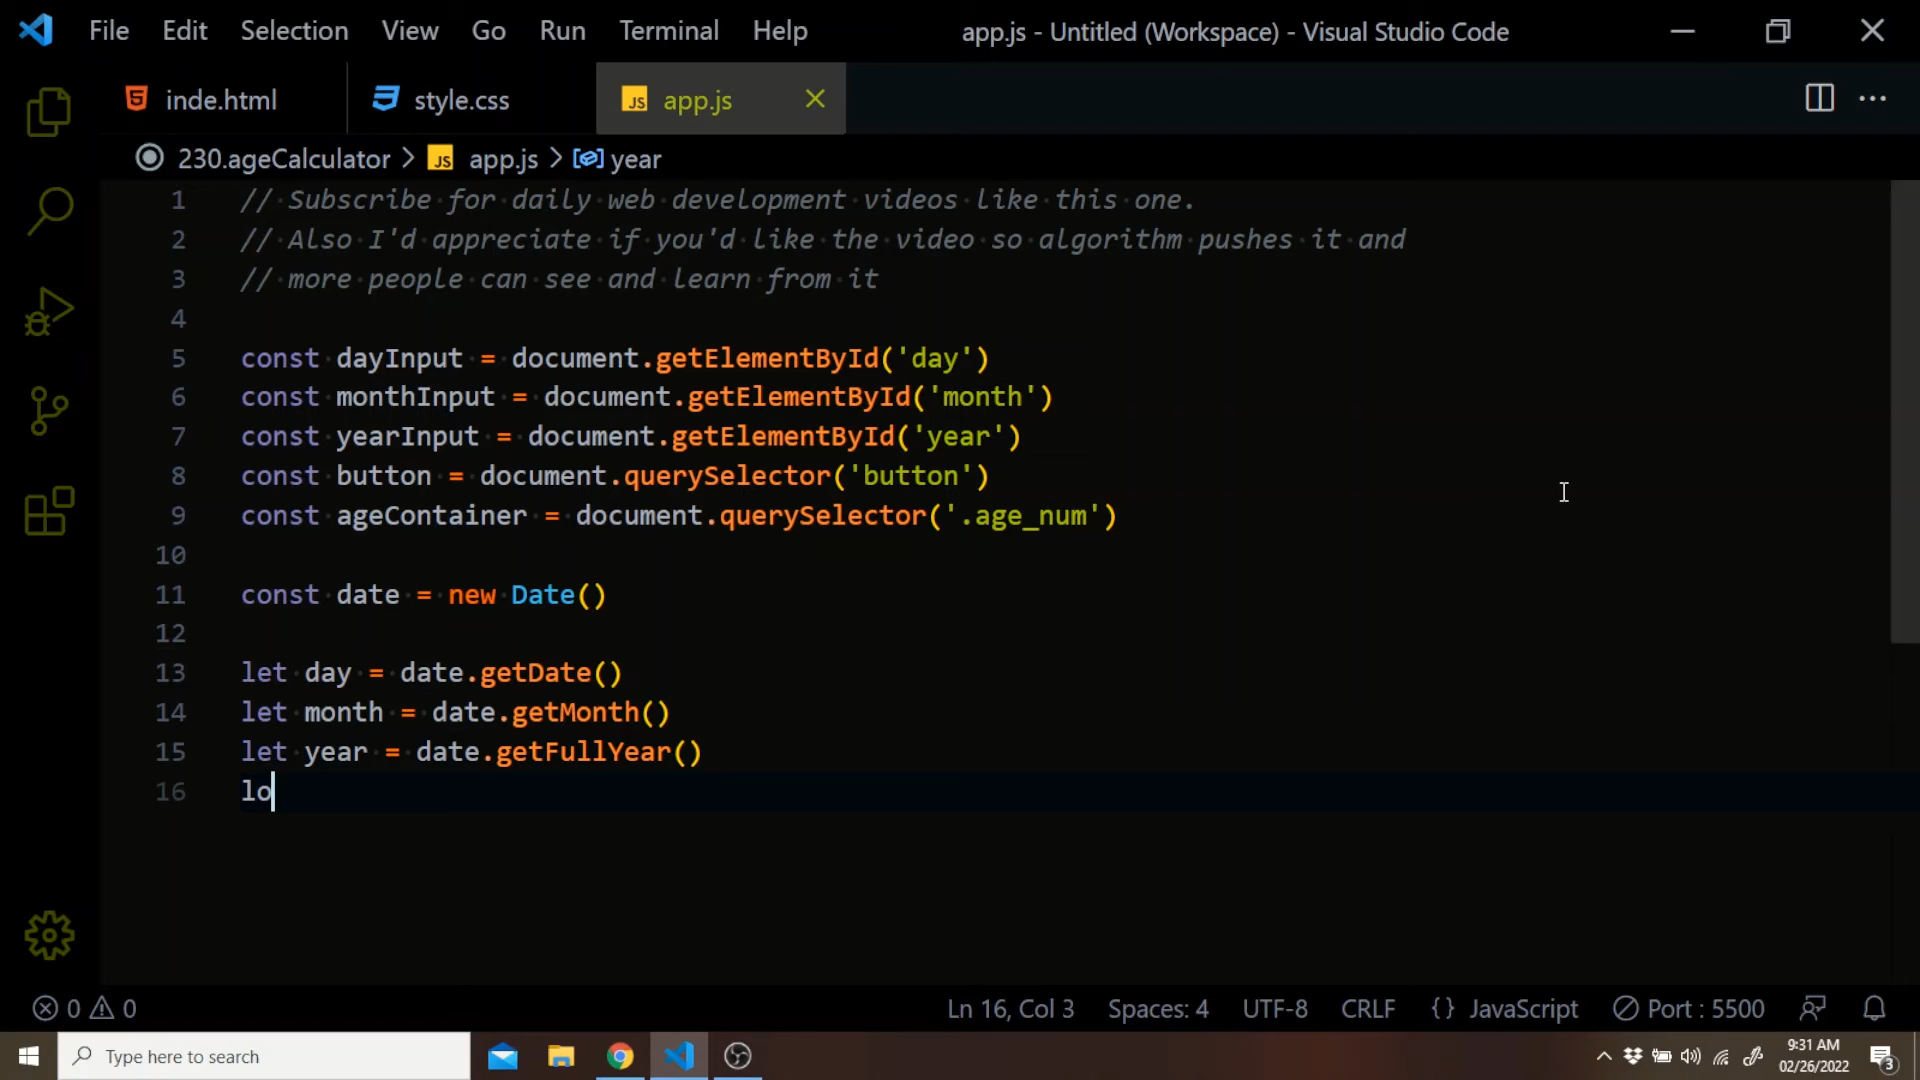 File Edit Selection View Go Run Terminal Help app.js - Untitled (Workspace) - Visual Studio Code
inde.html style.css JS app.js
230.ageCalculator > JS app.js > year
1 // Subscribe for daily web development videos like this one.
2 // Also I'd appreciate if you'd like the video so algorithm pushes it and
3 // more people can see and learn from it
4
5 const dayInput = document.getElementById('day')
6 const monthInput = document.getElementById('month')
7 const yearInput = document.getElementById('year')
8 const button = document.querySelector('button')
9 const ageContainer = document.querySelector('.age_num')
10
11 const date = new Date()
12
13 let day = date.getDate()
14 let month = date.getMonth()
15 let year = date.getFullYear()
16 lo
0 0 Ln 16, Col 3 Spaces: 4 UTF-8 CRLF {} JavaScript Port : 5500
Type here to search 9:31 AM
02/26/2022 3